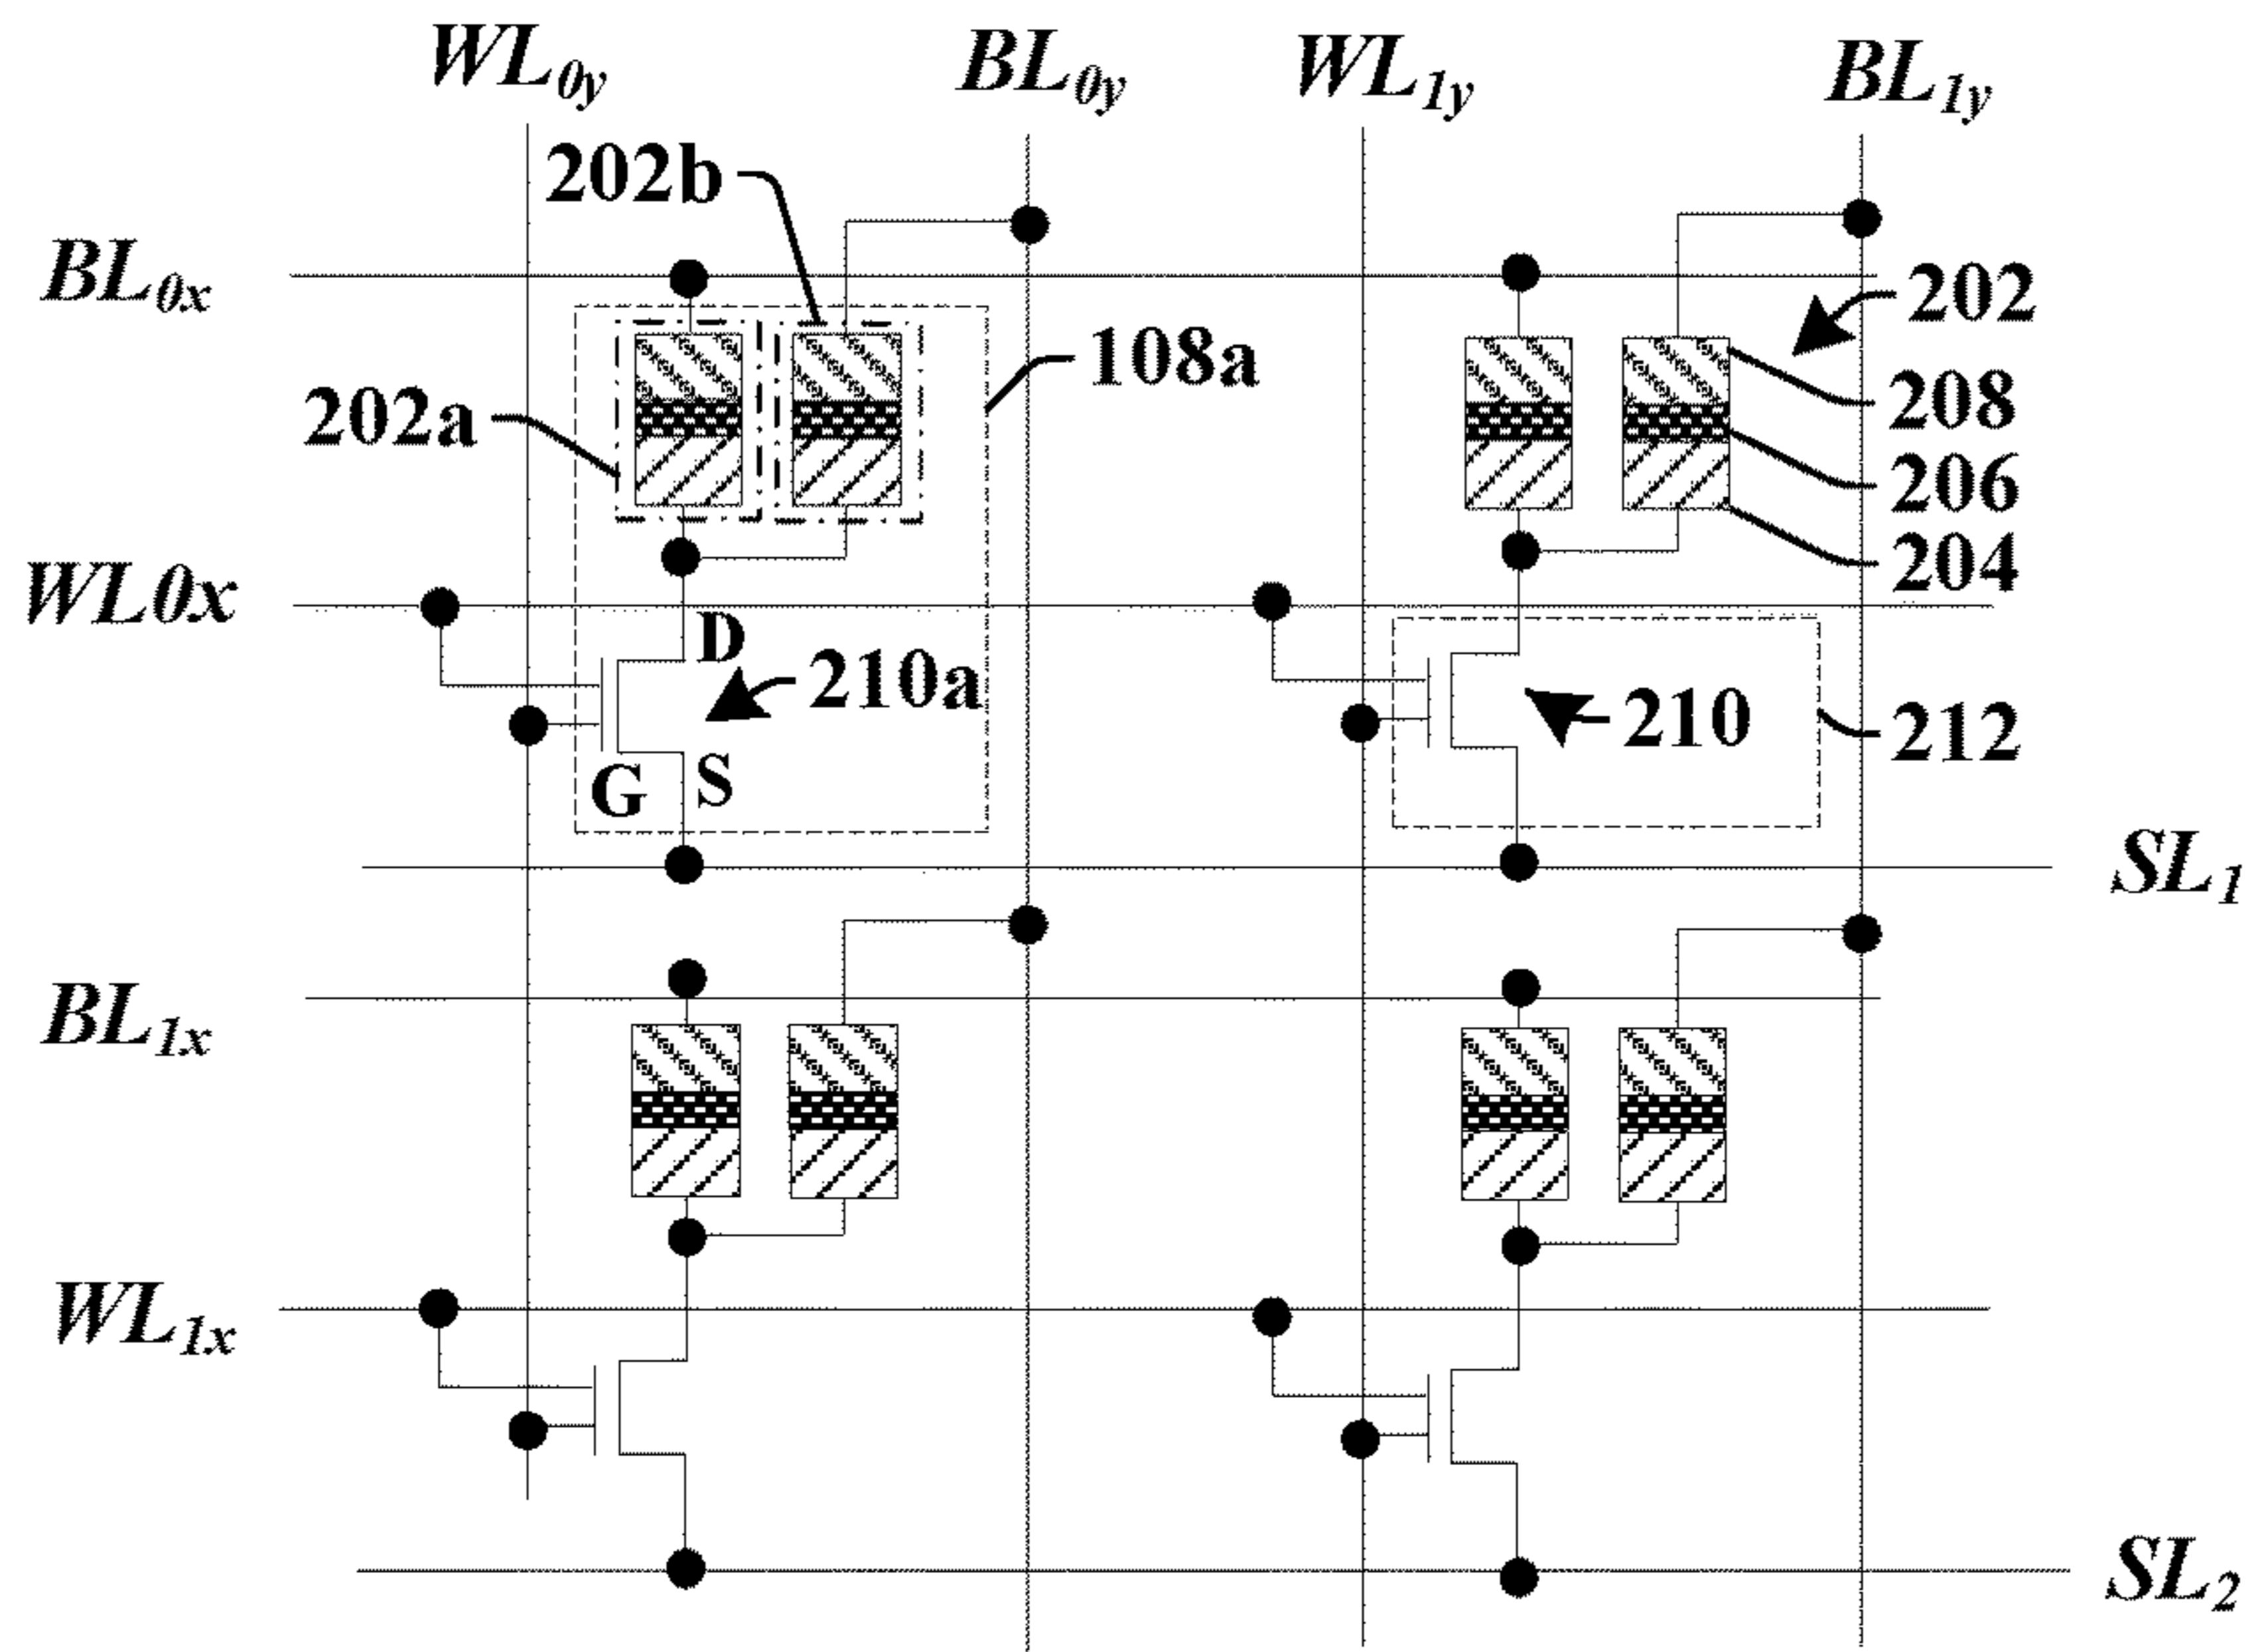 WL0y BL0y WL1y BL1y
202b
BL0x 202
108a 208
202a
206
204
WL0x
D
210a 210 212
G S
SL1
BL1x
WL1x
SL2